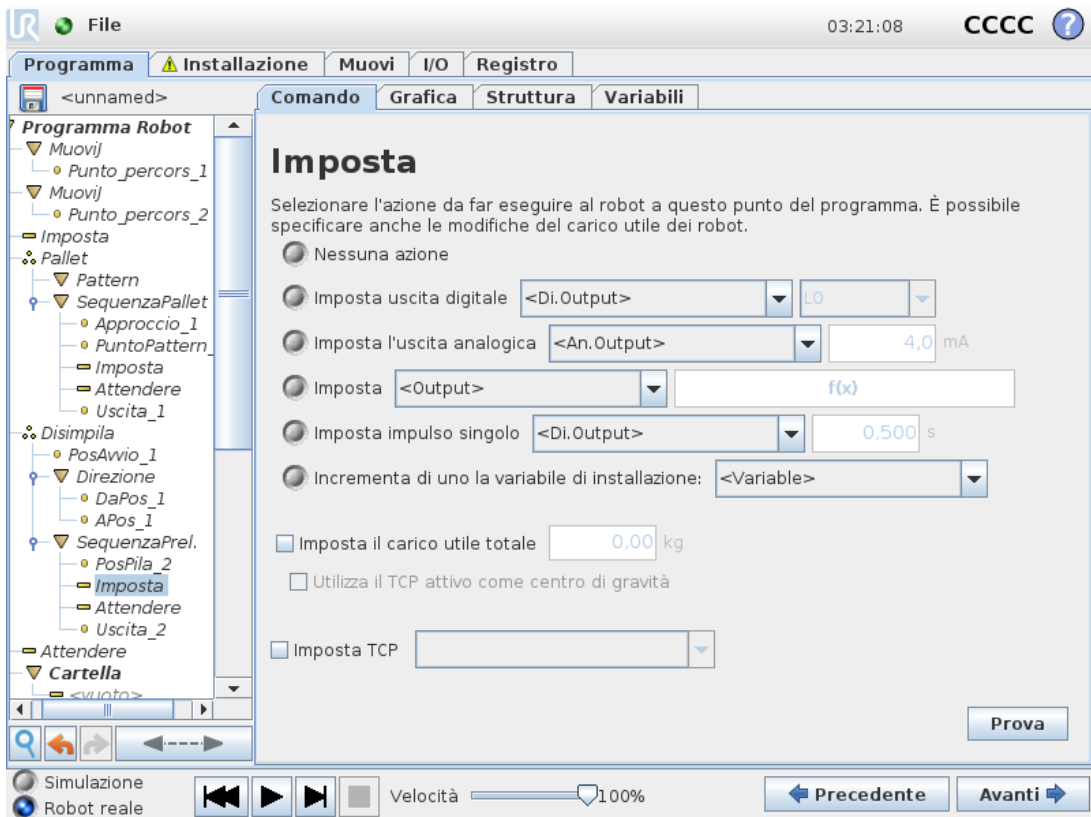 UR
File
03:21:08
CCCC
?
Programma
Installazione
Muovi
I/O
Registro
<unnamed>
Comando
Grafica
Struttura
Variabili
Programma Robot
MuoviJ
Punto_percors_1
MuoviJ
Punto_percors_2
Imposta
Pallet
Pattern
SequenzaPallet
Approccio_1
PuntoPattern_
Imposta
Attendere
Uscita_1
Disimpila
PosAvvio_1
Direzione
DaPos_1
APos_1
SequenzaPrel.
PosPila_2
Imposta
Attendere
Uscita_2
Attendere
Cartella
<vuoto>
Imposta
Selezionare l'azione da far eseguire al robot a questo punto del programma. È possibile
specificare anche le modifiche del carico utile dei robot.
Nessuna azione
Imposta uscita digitale <Di.Output> LO
Imposta l'uscita analogica <An.Output> 4,0 mA
Imposta <Output> f(x)
Imposta impulso singolo <Di.Output> 0,500 s
Incrementa di uno la variabile di installazione: <Variable>
Imposta il carico utile totale 0,00 kg
Utilizza il TCP attivo come centro di gravità
Imposta TCP
Prova
Simulazione
Robot reale
Velocità 100%
Precedente
Avanti